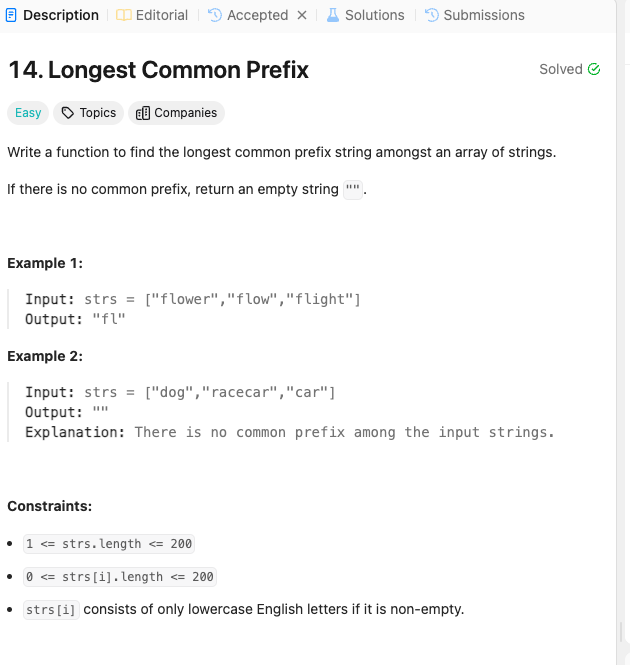 Description Editorial Accepted Solutions Submissions
14. Longest Common Prefix
Solved
Easy Topics Companies
Write a function to find the longest common prefix string amongst an array of strings.
If there is no common prefix, return an empty string "".
Example 1:
Input: strs = ["flower","flow","flight"]
Output: "fl"
Example 2:
Input: strs = ["dog","racecar","car"]
Output: ""
Explanation: There is no common prefix among the input strings.
Constraints:
• 1 <= strs.length <= 200
• 0 <= strs[i].length <= 200
• strs[i] consists of only lowercase English letters if it is non-empty.